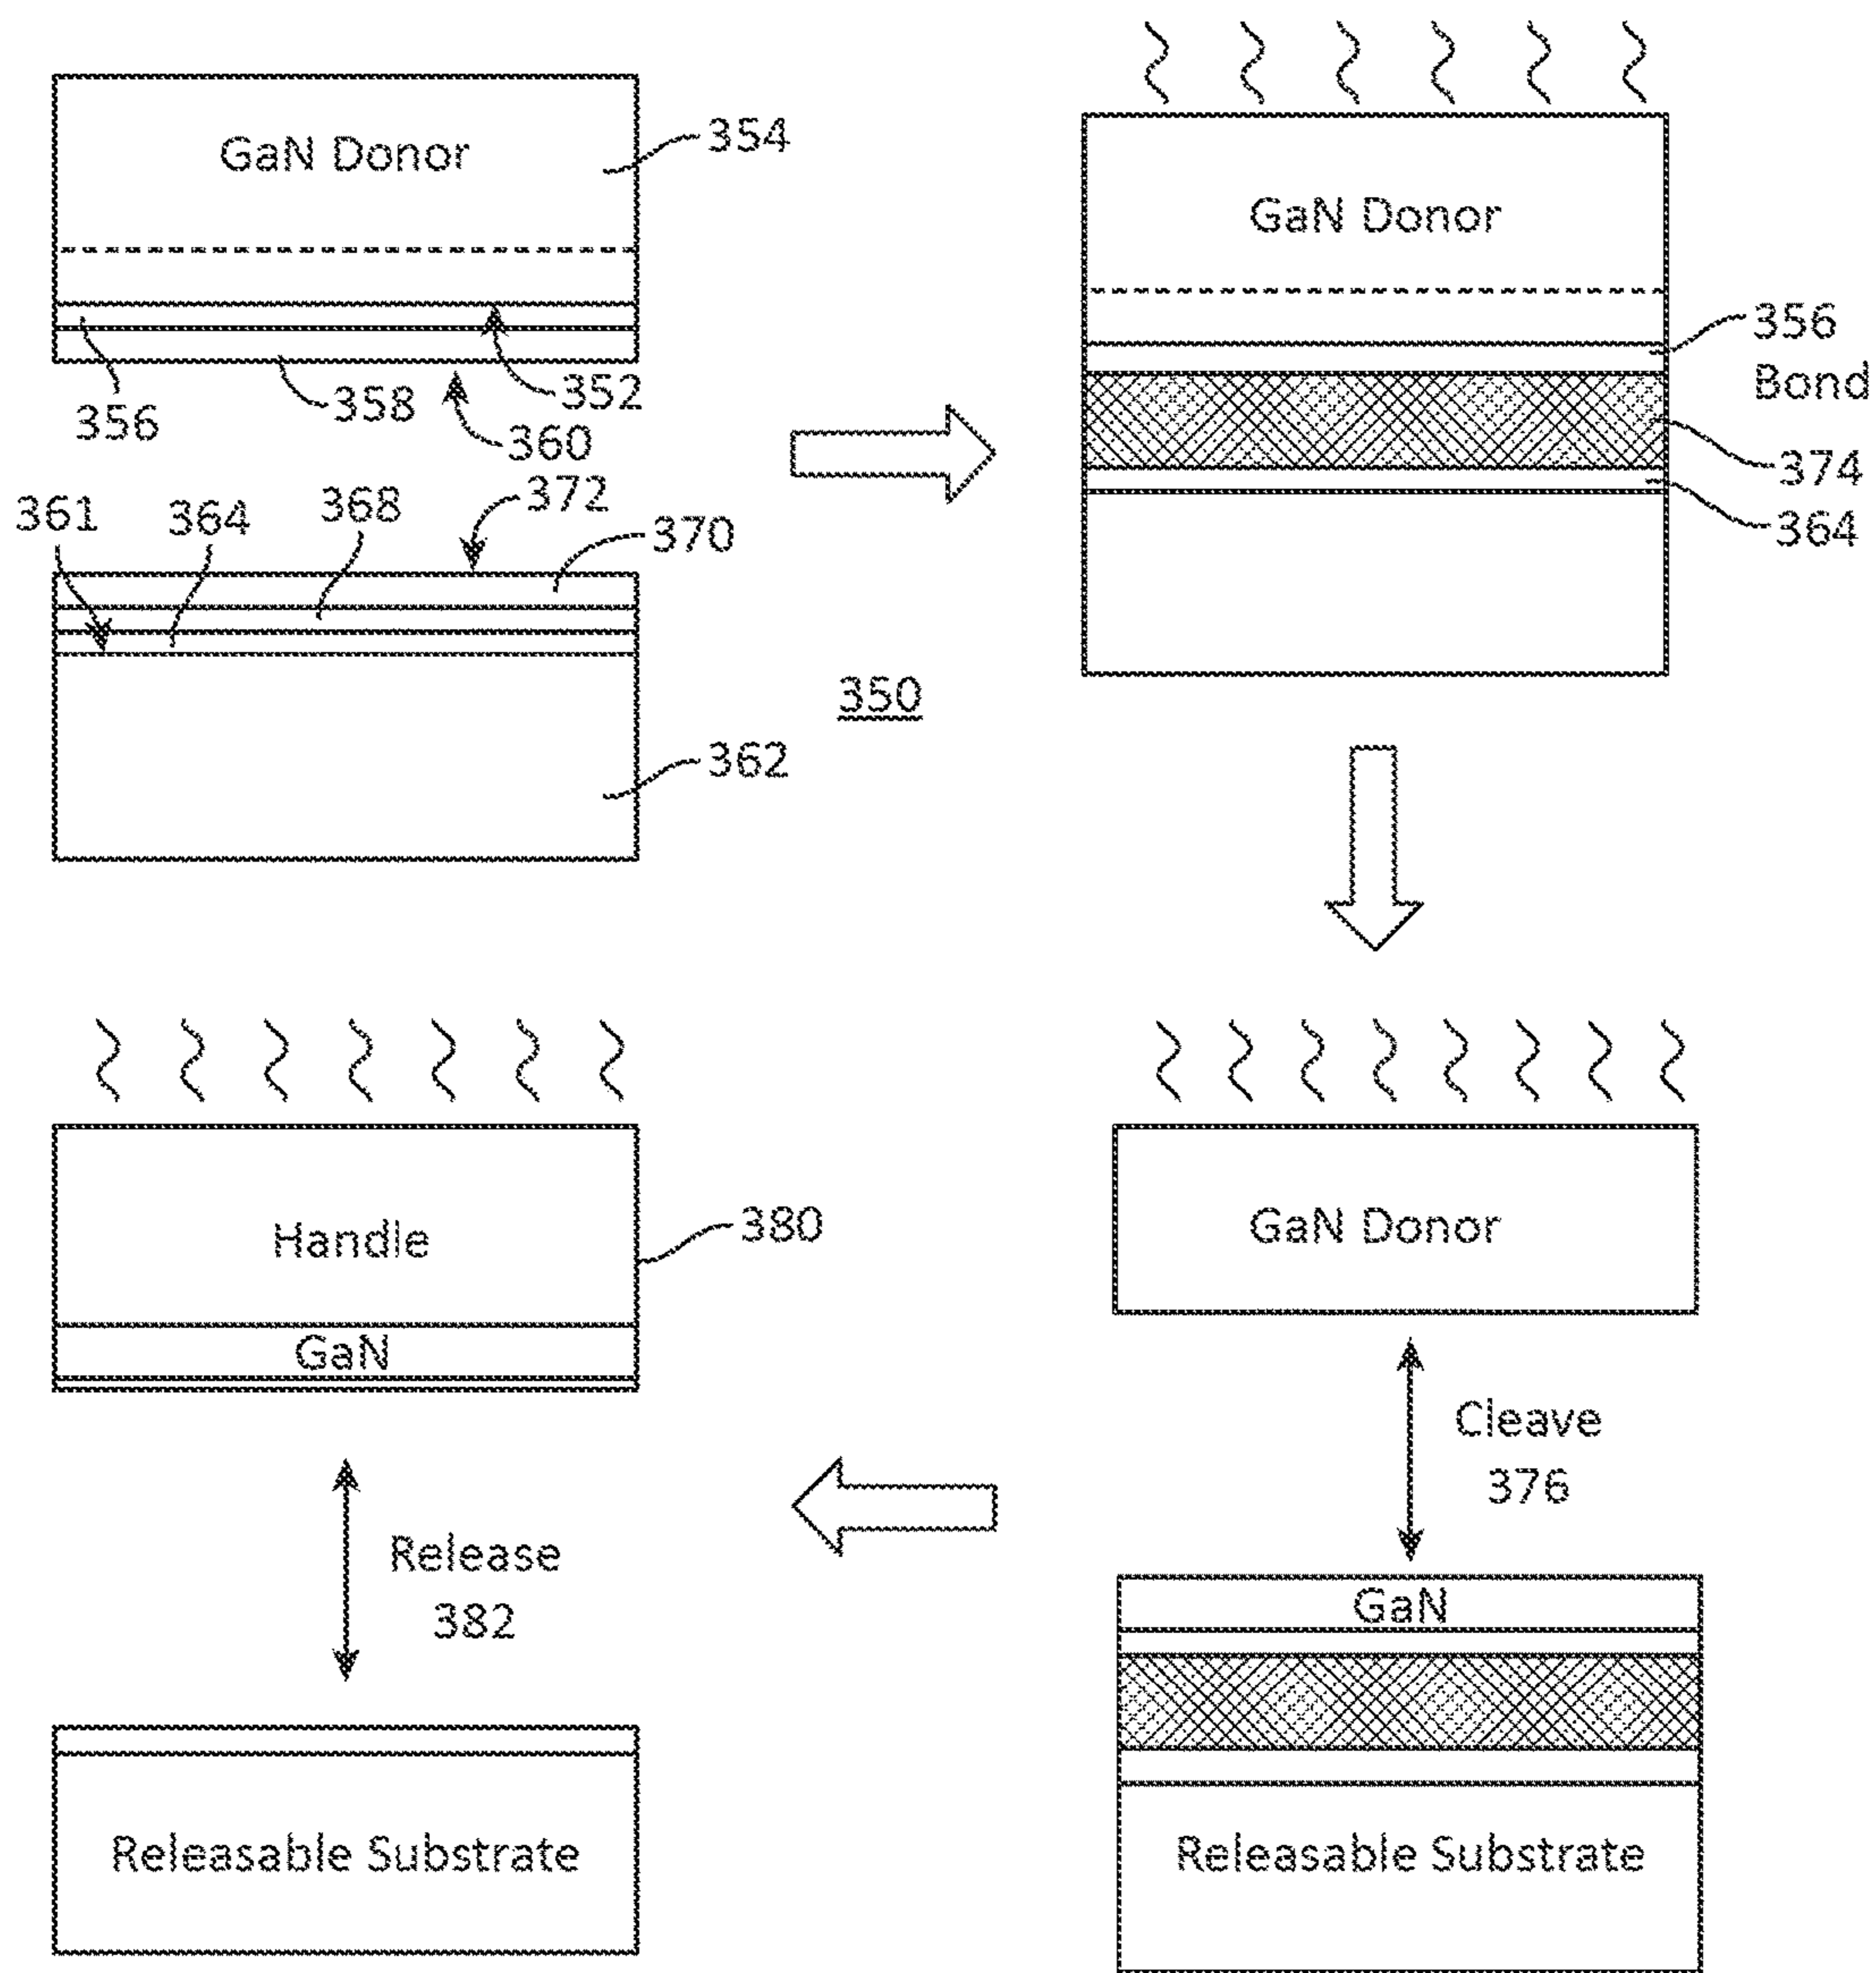 GaN Donor
354
356
358
352
360
361
364
368
372
370
362
350
GaN Donor
356
Bond
374
364
GaN Donor
Cleave
376
GaN
Releasable Substrate
Handle
380
GaN
Release
382
Releasable Substrate